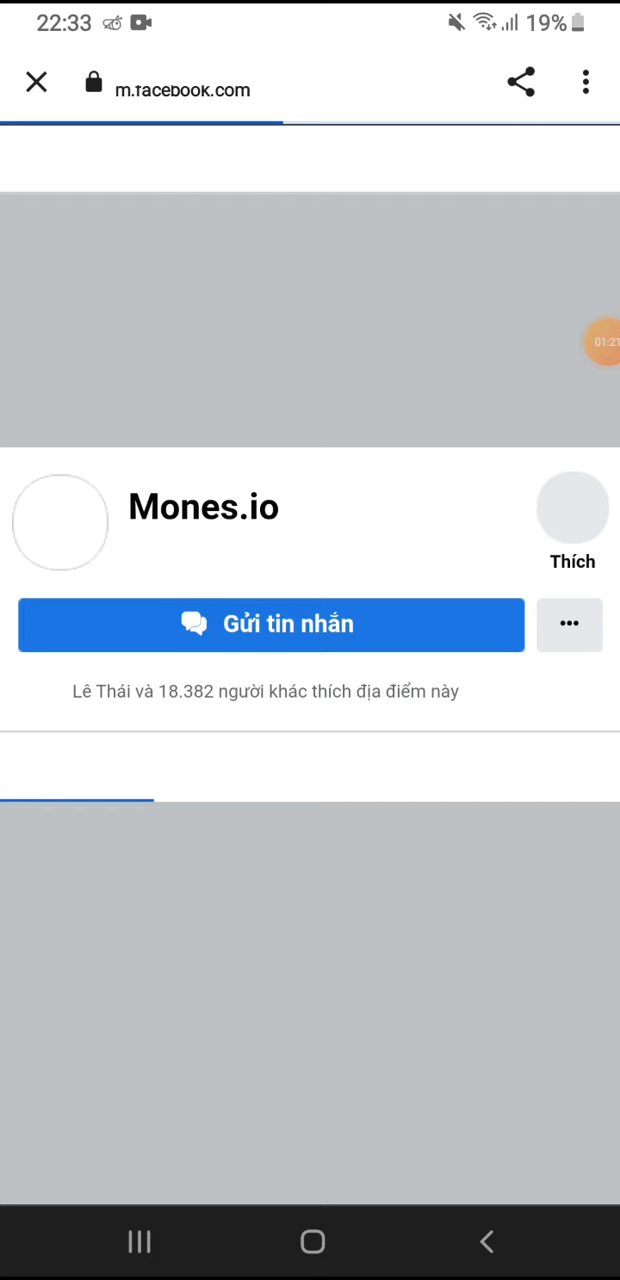 22:33
19%
m.facebook.com
01:21
Mones.io
Thích
Gửi tin nhắn
Lê Thái và 18.382 người khác thích địa điểm này